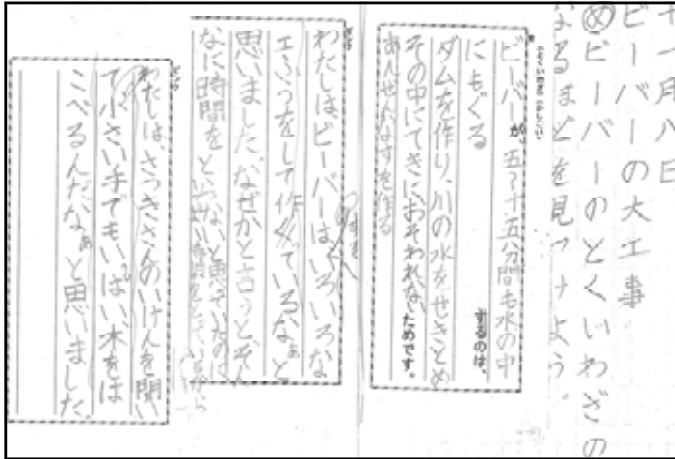 十一月八日
ビーバーの大工事
めビーバーのとくいわざの
なるほどを見つけよう。
ビーバーが、五~十五分間も水の中
にもぐる
するのは、
ダムを作り、川の水をせきとめ
その中にてきにおそわれない
ためです。
あんぜんなすを作る
わたしはビーバーはいろいろな
エふうをして作っているなぁと
思いました。なぜかと言うと、そん
なに時間を
わたしは、さつきさんのいけんを聞い
て小さい手でもいっぱい、木をは
こべるんだなぁと思いました。